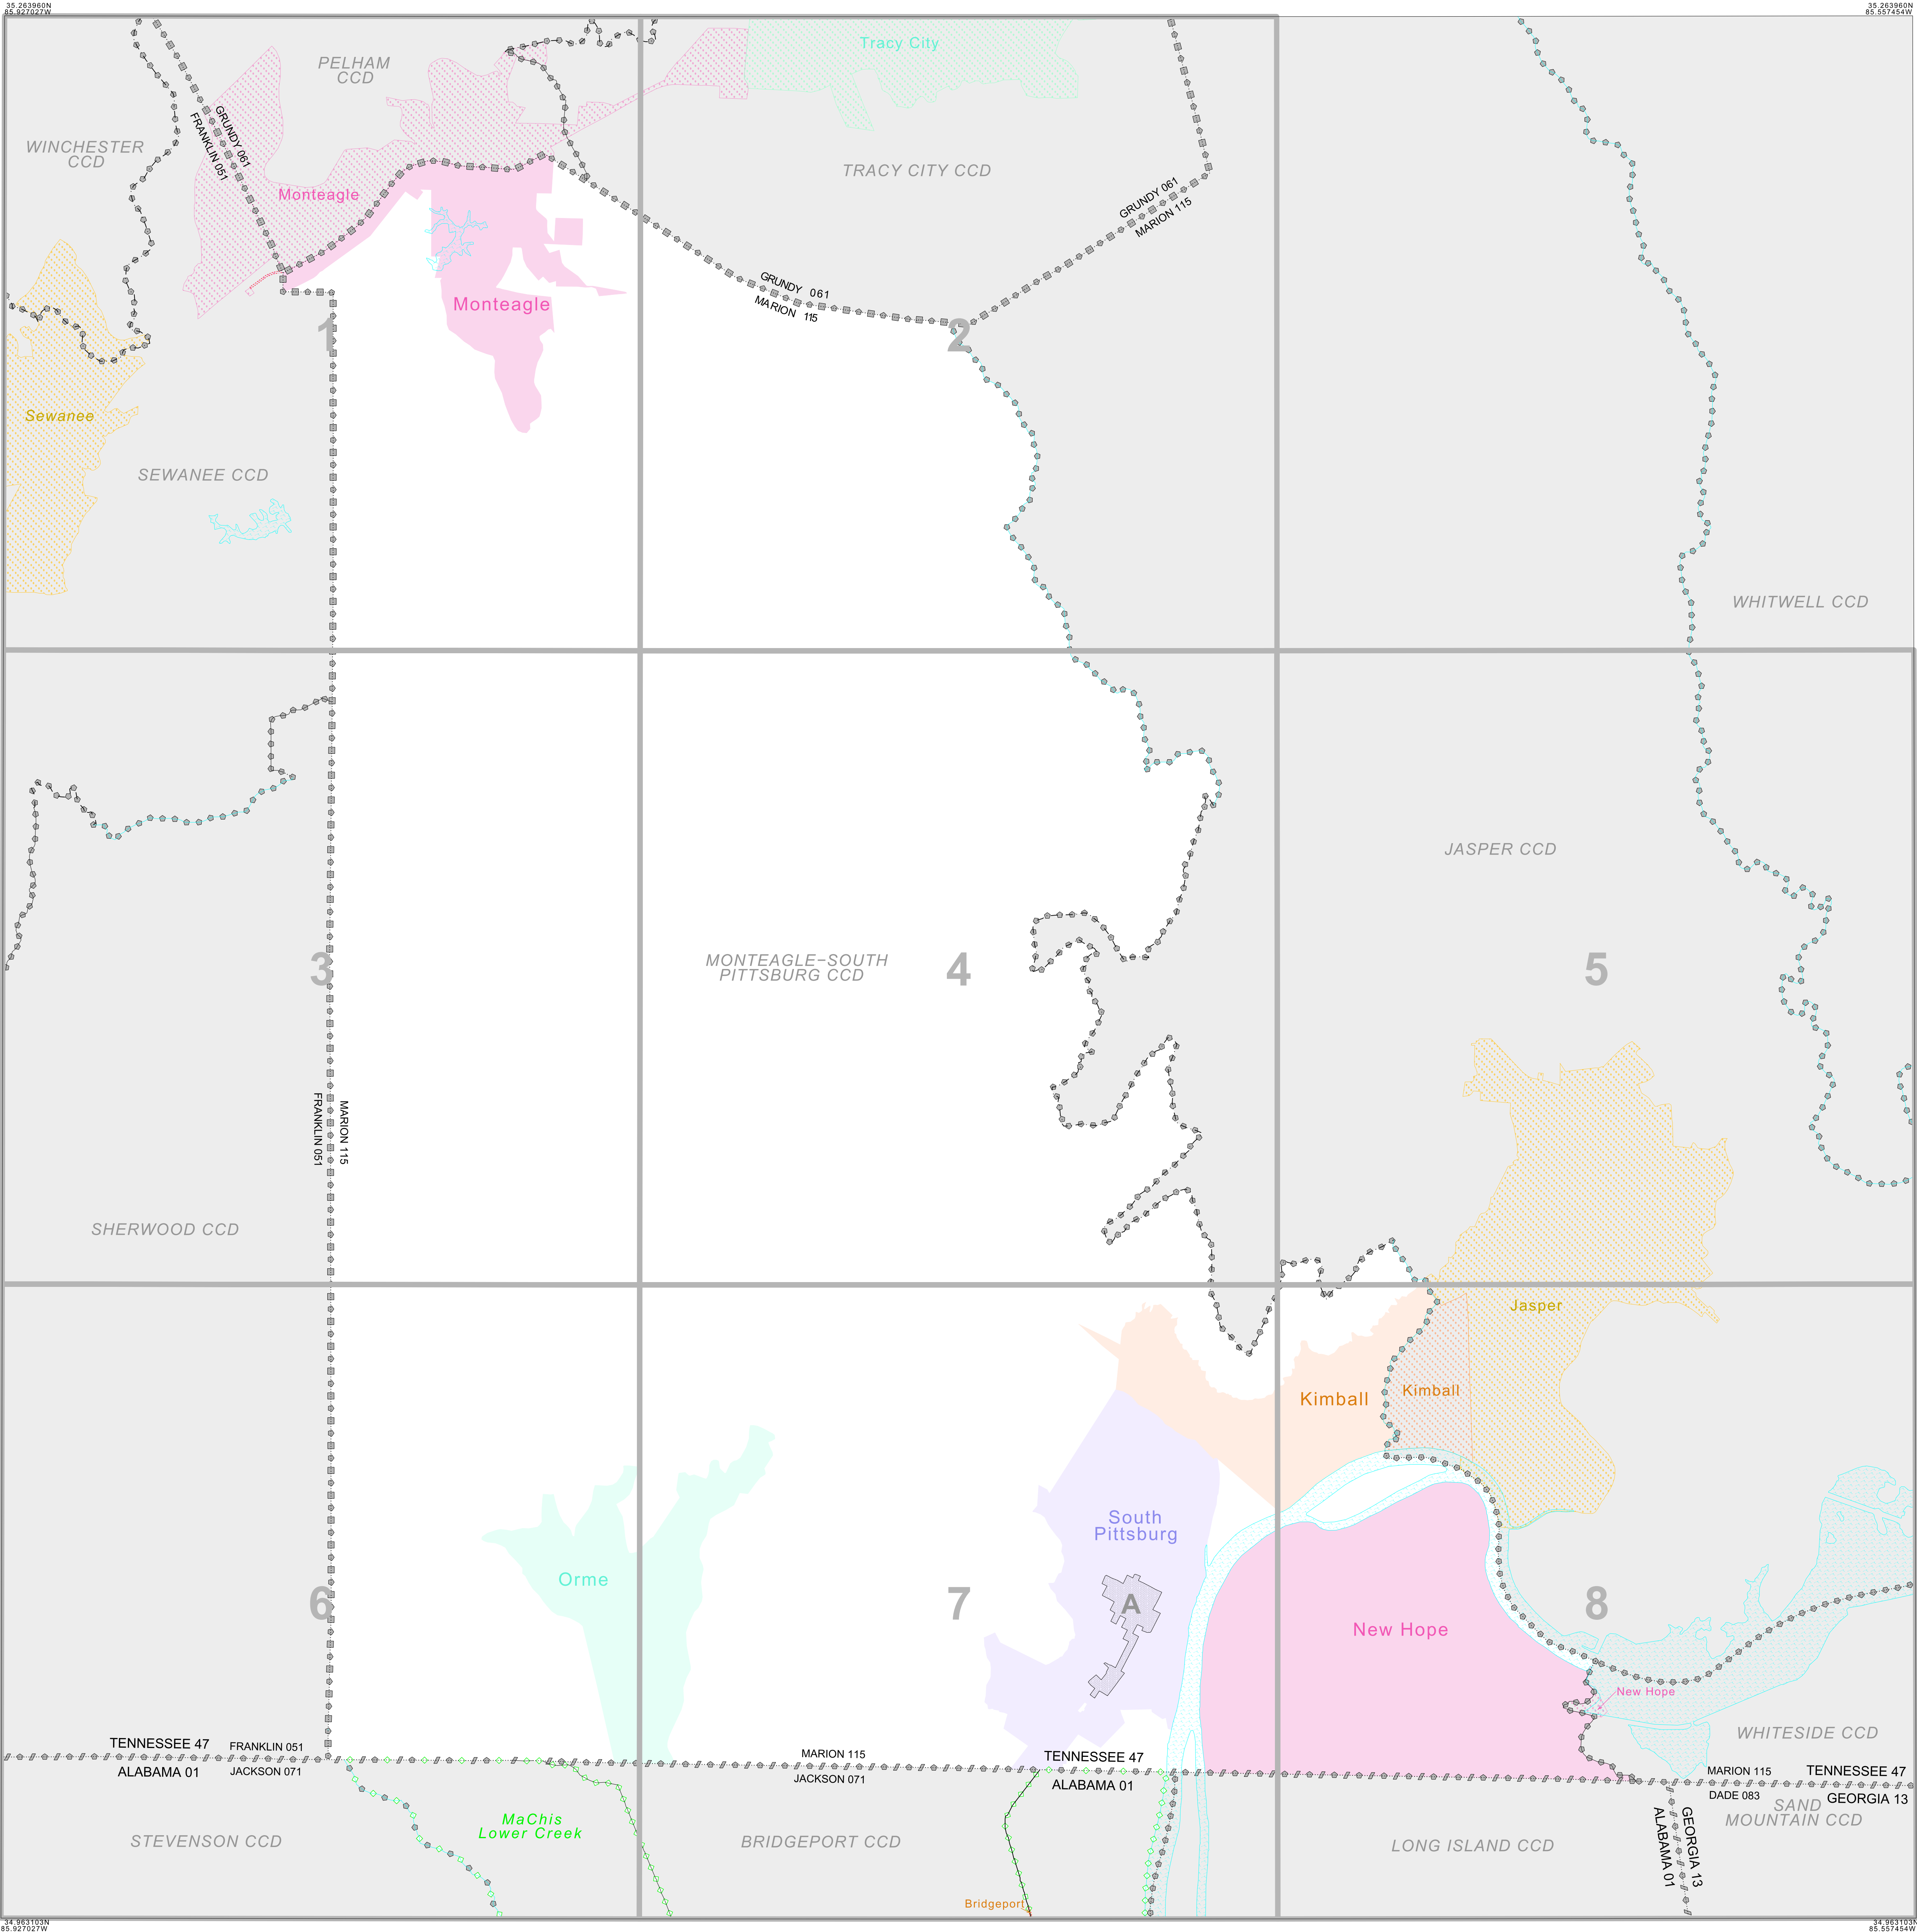 35.263960N
85.927027W
35.263960N
85.557454W
Tracy City
PELHAM
CCD
WINCHESTER
CCD
GRUNDY 061
FRANKLIN 051
TRACY CITY CCD
Monteagle
GRUNDY 061
MARION 115
GRUNDY 061
MARION 115
Monteagle
1
2
Sewanee
SEWANEE CCD
WHITWELL CCD
JASPER CCD
MONTEAGLE–SOUTH
PITTSBURG CCD
3
4
5
MARION 115
FRANKLIN 051
SHERWOOD CCD
Jasper
Kimball
Kimball
South
Pittsburg
Orme
6
7
A
8
New Hope
New Hope
WHITESIDE CCD
TENNESSEE 47
FRANKLIN 051
ALABAMA 01
JACKSON 071
MARION 115
JACKSON 071
TENNESSEE 47
ALABAMA 01
MARION 115
TENNESSEE 47
DADE 083
GEORGIA 13
SAND
MOUNTAIN CCD
GEORGIA 13
ALABAMA 01
MaChis
Lower Creek
STEVENSON CCD
BRIDGEPORT CCD
LONG ISLAND CCD
Bridgeport
34.963103N
85.927027W
34.963103N
85.557454W